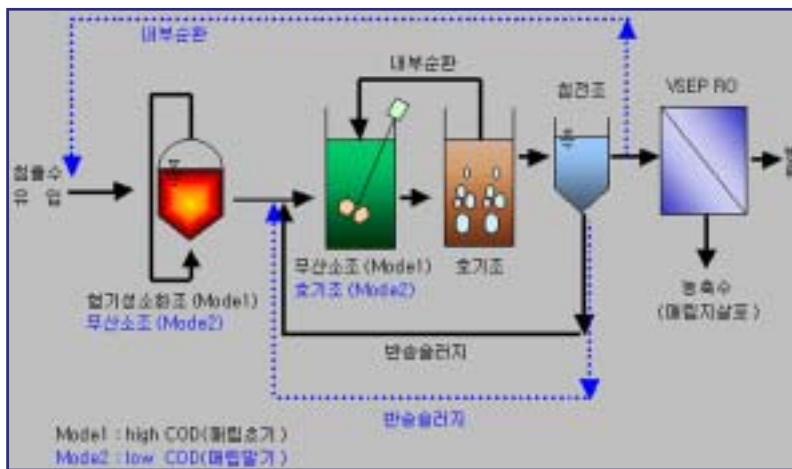 내부순환
내부순환
침전조
VSEP RO
침출수
유 입
무산소조(Mode1)
호기조(Mode2)
호기조
혐기성소화조(Mode1)
무산소조(Mode2)
농축수
(매립지살포)
반송슬러지
반송슬러지
Mode1 : high COD(매립초기)
Mode2 : low COD(매립말기)